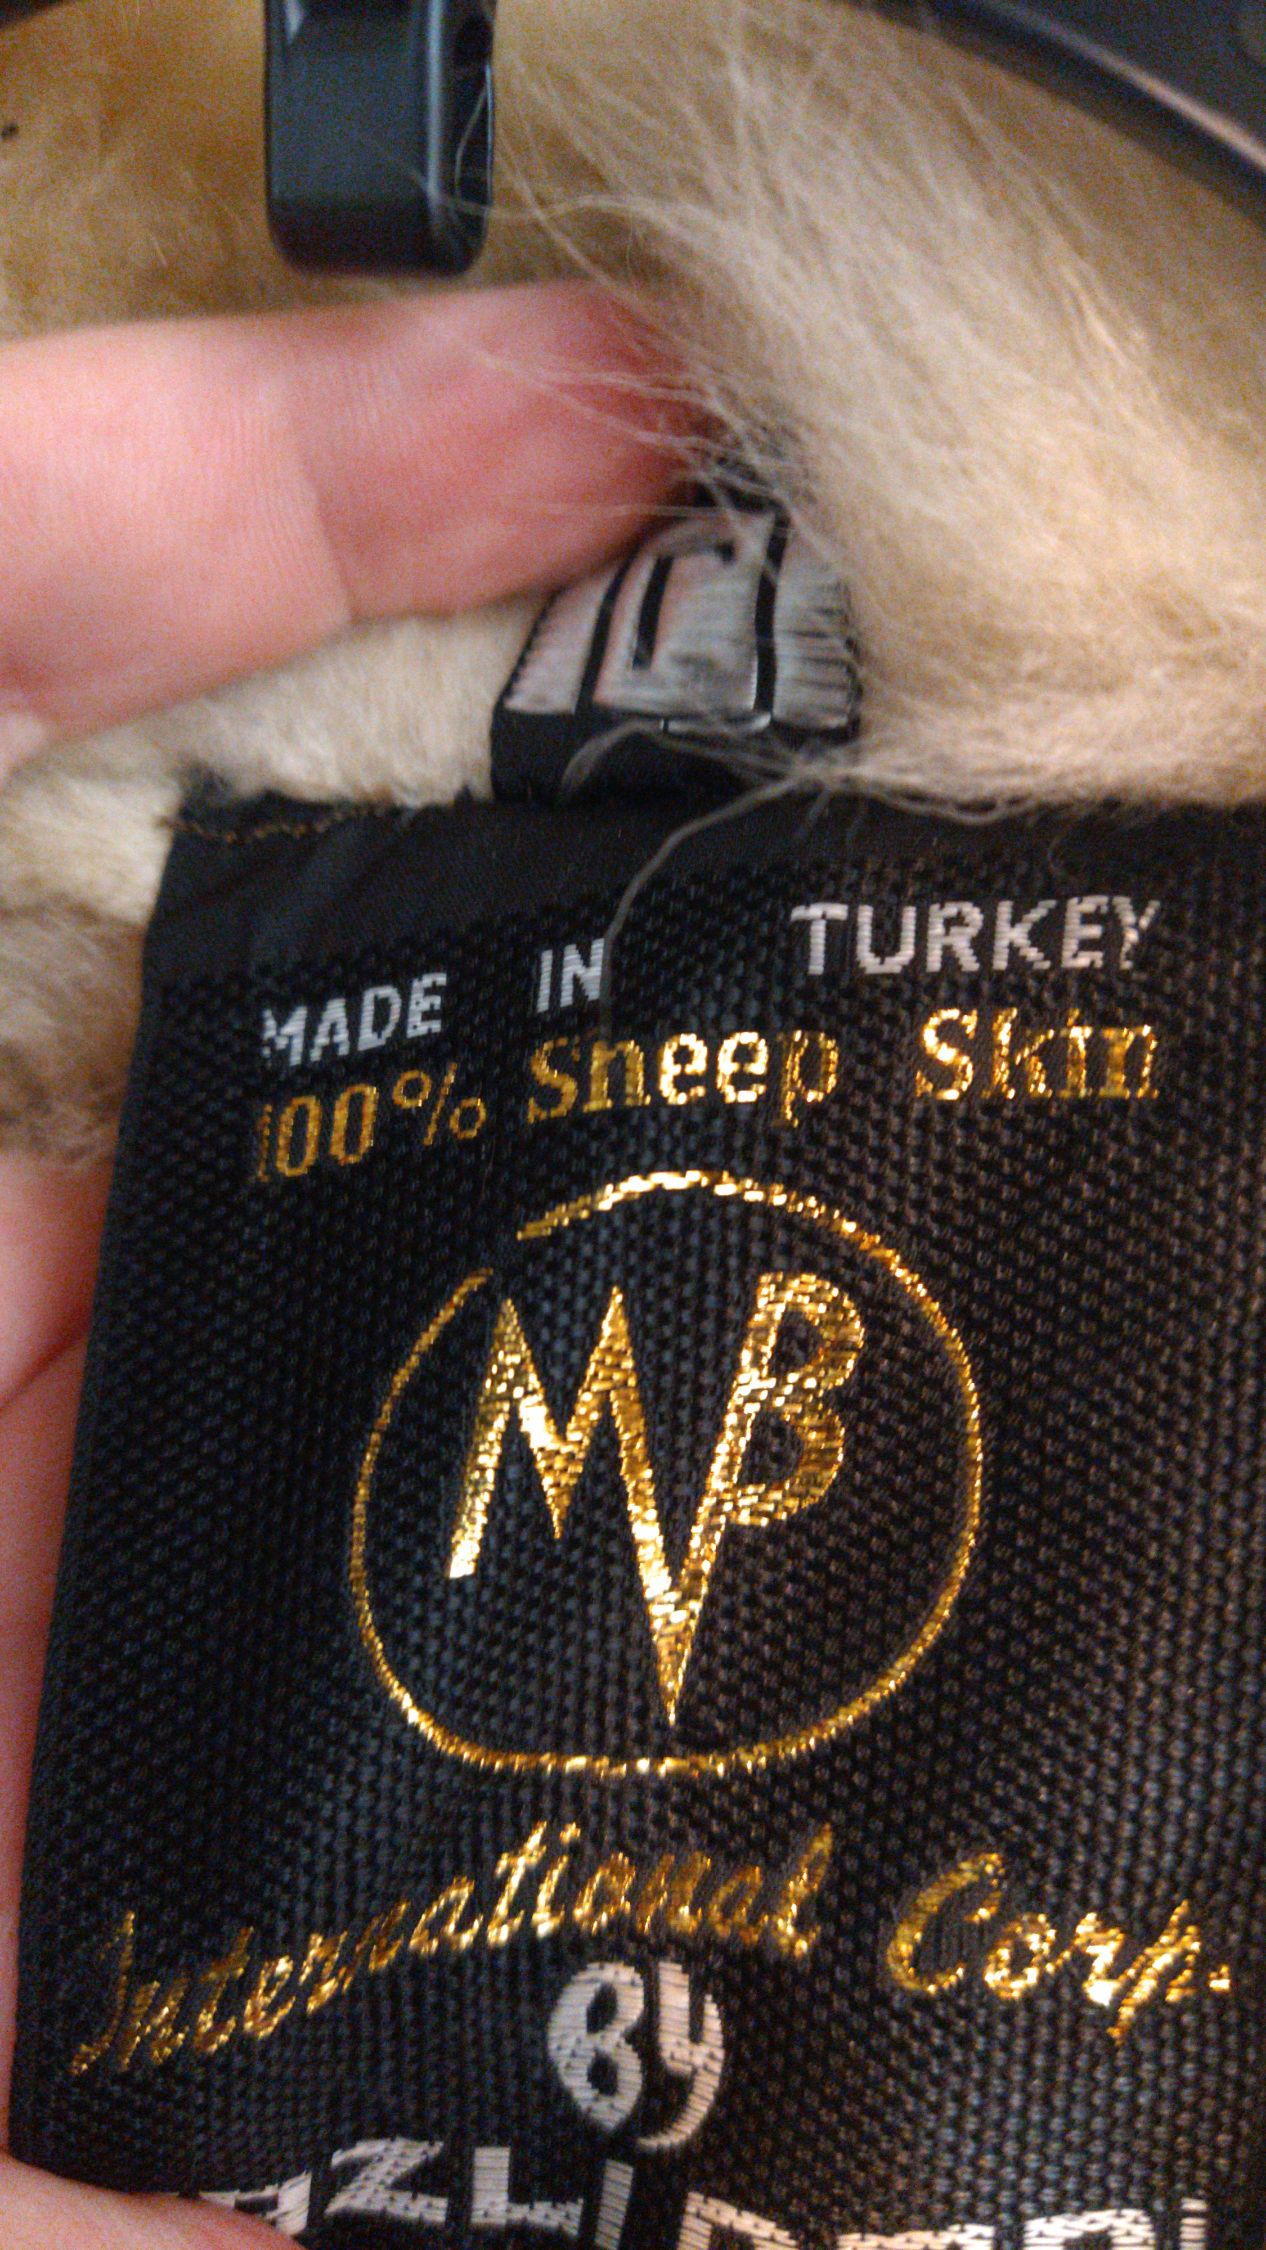 MADE IN TURKEY
100% Sheep Skin
MB
International Corp.
By